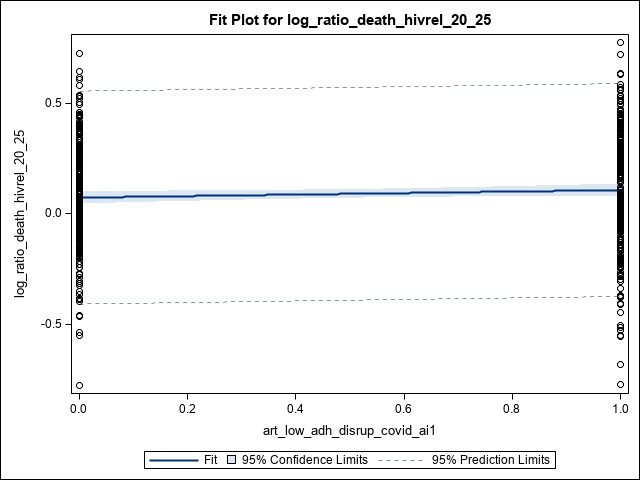 Fit Plot for log_ratio_death_hivrel_20_25
log_ratio_death_hivrel_20_25
0.5
0.0
-0.5
0.0 0.2 0.4 0.6 0.8 1.0
art_low_adh_disrup_covid_ai1
Fit 95% Confidence Limits 95% Prediction Limits